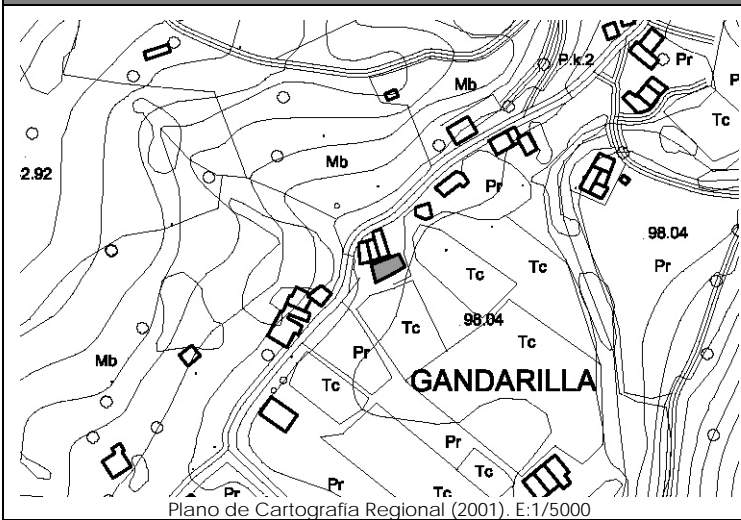 P.k.2
Pr
Mb
P
Tc
Mb
2.92
Pr
98.04
Pr
Tc
Tc
98.04
Tc
Tc
Pr
Mb
Tc
GANDARILLA
Pr
Tc
Pr
Tc
Pr
Plano de Cartografía Regional (2001). E:1/5000